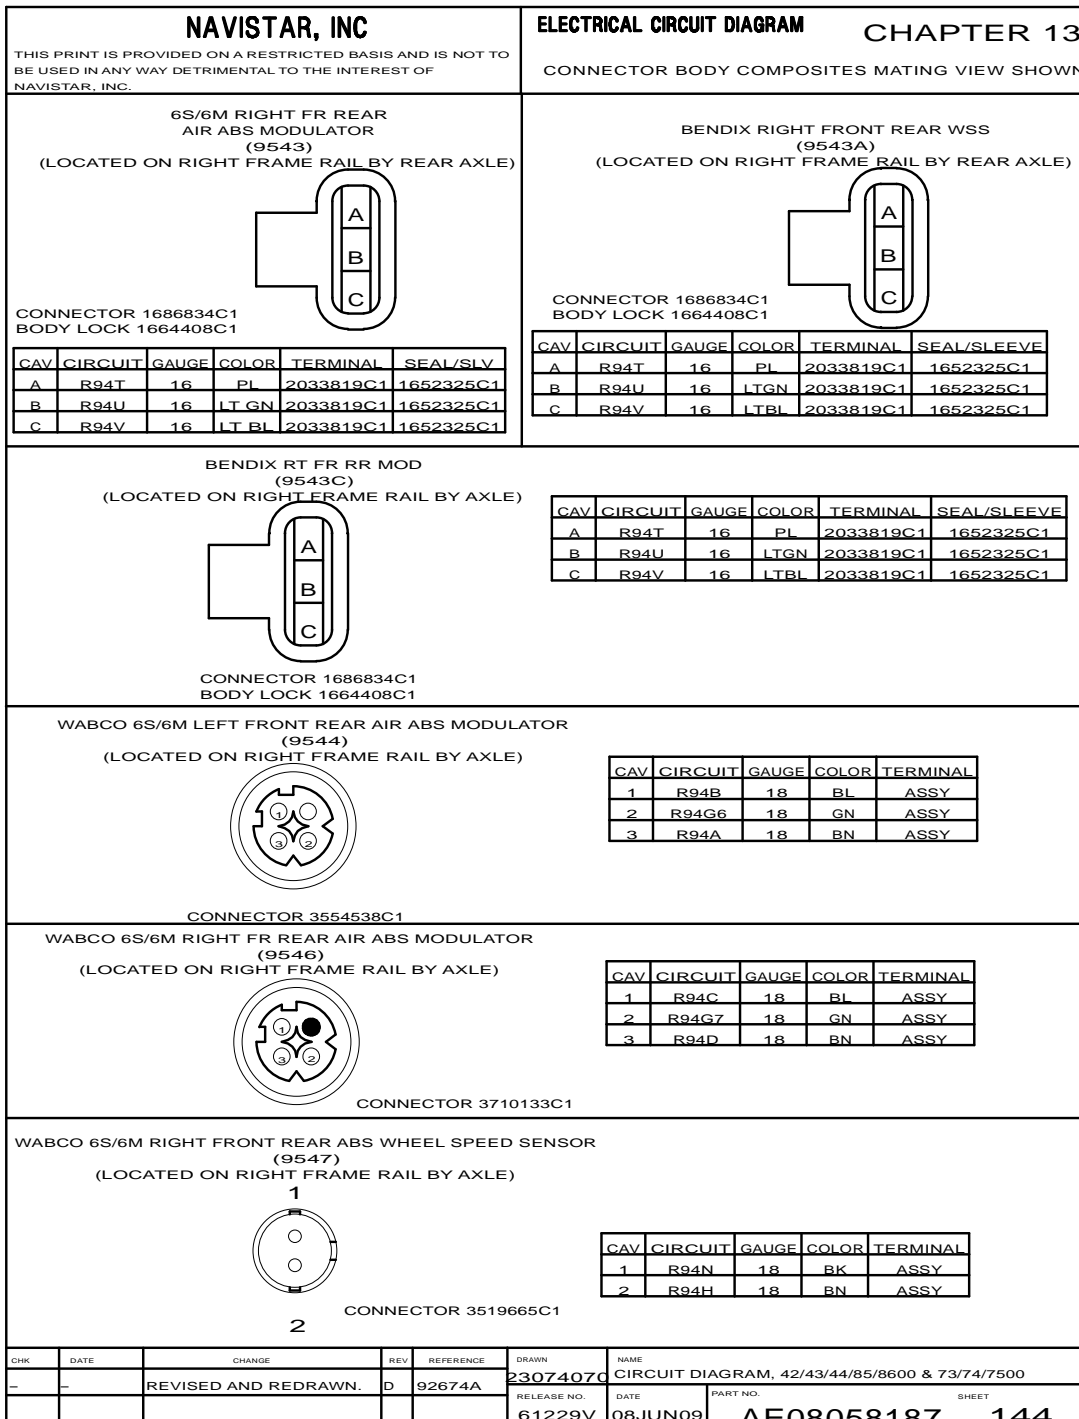 NAVISTAR, INC
THIS PRINT IS PROVIDED ON A RESTRICTED BASIS AND IS NOT TO
BE USED IN ANY WAY DETRIMENTAL TO THE INTEREST OF
NAVISTAR, INC.
ELECTRICAL CIRCUIT DIAGRAM
CHAPTER 13
CONNECTOR BODY COMPOSITES MATING VIEW SHOWN
6S/6M RIGHT FR REAR
AIR ABS MODULATOR
(9543)
(LOCATED ON RIGHT FRAME RAIL BY REAR AXLE)
A
B
C
CONNECTOR 1686834C1
BODY LOCK 1664408C1
CAV CIRCUIT GAUGE COLOR TERMINAL SEAL/SLV
A R94T 16 PL 2033819C1 1652325C1
B R94U 16 LT GN 2033819C1 1652325C1
C R94V 16 LT BL 2033819C1 1652325C1
BENDIX RIGHT FRONT REAR WSS
(9543A)
(LOCATED ON RIGHT FRAME RAIL BY REAR AXLE)
A
B
C
CONNECTOR 1686834C1
BODY LOCK 1664408C1
CAV CIRCUIT GAUGE COLOR TERMINAL SEAL/SLEEVE
A R94T 16 PL 2033819C1 1652325C1
B R94U 16 LTGN 2033819C1 1652325C1
C R94V 16 LTBL 2033819C1 1652325C1
BENDIX RT FR RR MOD
(9543C)
(LOCATED ON RIGHT FRAME RAIL BY AXLE)
A
B
C
CONNECTOR 1686834C1
BODY LOCK 1664408C1
CAV CIRCUIT GAUGE COLOR TERMINAL SEAL/SLEEVE
A R94T 16 PL 2033819C1 1652325C1
B R94U 16 LTGN 2033819C1 1652325C1
C R94V 16 LTBL 2033819C1 1652325C1
WABCO 6S/6M LEFT FRONT REAR AIR ABS MODULATOR
(9544)
(LOCATED ON RIGHT FRAME RAIL BY AXLE)
1
3 2
CONNECTOR 3554538C1
CAV CIRCUIT GAUGE COLOR TERMINAL
1 R94B 18 BL ASSY
2 R94G6 18 GN ASSY
3 R94A 18 BN ASSY
WABCO 6S/6M RIGHT FR REAR AIR ABS MODULATOR
(9546)
(LOCATED ON RIGHT FRAME RAIL BY AXLE)
1
3 2
CONNECTOR 3710133C1
CAV CIRCUIT GAUGE COLOR TERMINAL
1 R94C 18 BL ASSY
2 R94G7 18 GN ASSY
3 R94D 18 BN ASSY
WABCO 6S/6M RIGHT FRONT REAR ABS WHEEL SPEED SENSOR
(9547)
(LOCATED ON RIGHT FRAME RAIL BY AXLE)
1
CONNECTOR 3519665C1
2
CAV CIRCUIT GAUGE COLOR TERMINAL
1 R94N 18 BK ASSY
2 R94H 18 BN ASSY
CHK DATE CHANGE REV REFERENCE
– – REVISED AND REDRAWN. D 92674A
DRAWN
23074070
NAME
CIRCUIT DIAGRAM, 42/43/44/85/8600 & 73/74/7500
RELEASE NO.
61229V
DATE
08JUN09
PART NO.
AE08058187
SHEET
144